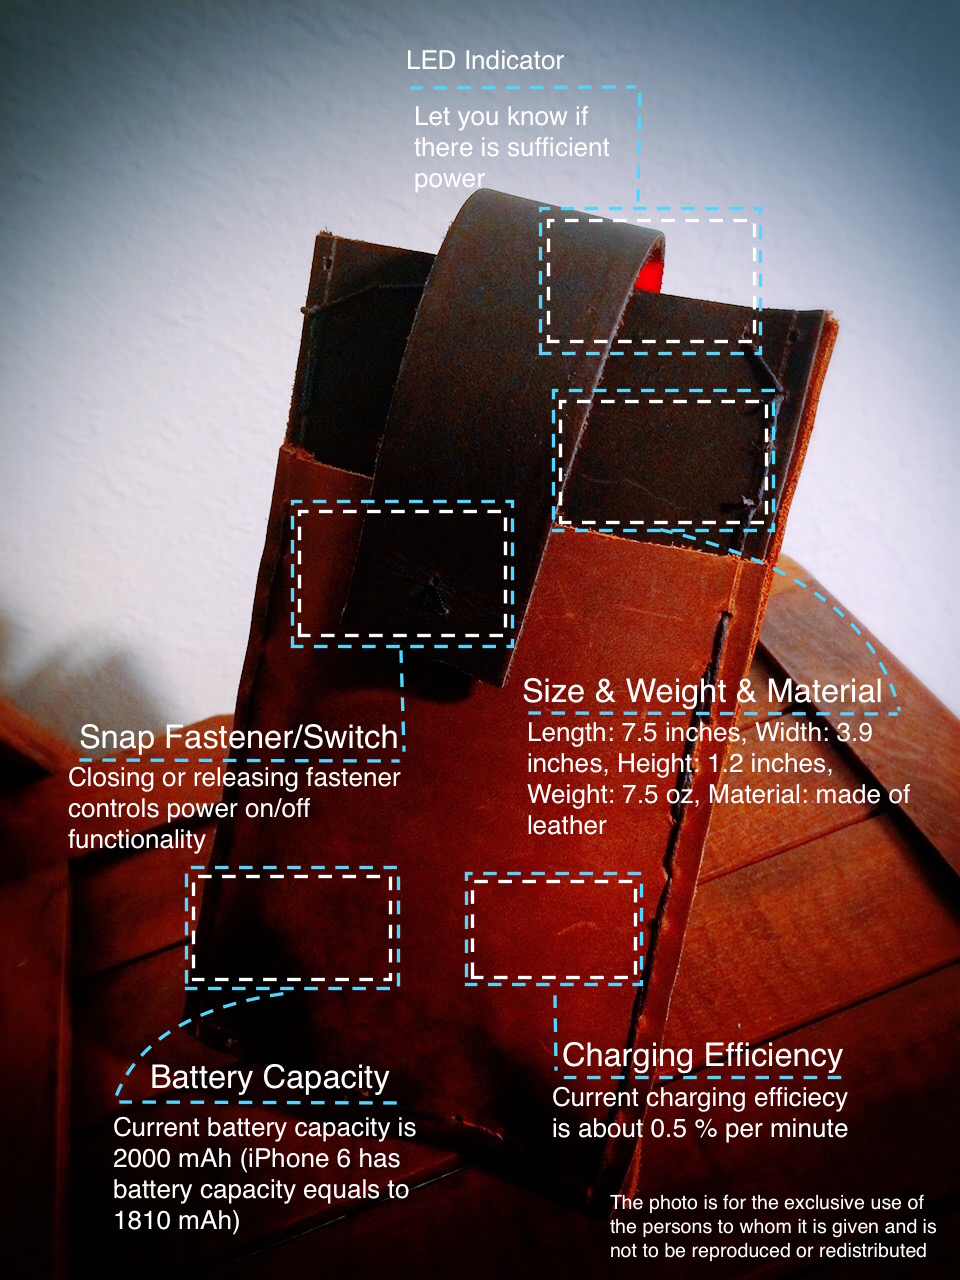 LED Indicator
Let you know if
there is sufficient
power
Snap Fastener/Switch
Closing or releasing fastener
controls power on/off
functionality
Size & Weight & Material
Length: 7.5 inches, Width: 3.9
inches, Height: 1.2 inches,
Weight: 7.5 oz, Material: made of
leather
Battery Capacity
Current battery capacity is
2000 mAh (iPhone 6 has
battery capacity equals to
1810 mAh)
Charging Efficiency
Current charging efficiecy
is about 0.5 % per minute
The photo is for the exclusive use of
the persons to whom it is given and is
not to be reproduced or redistributed